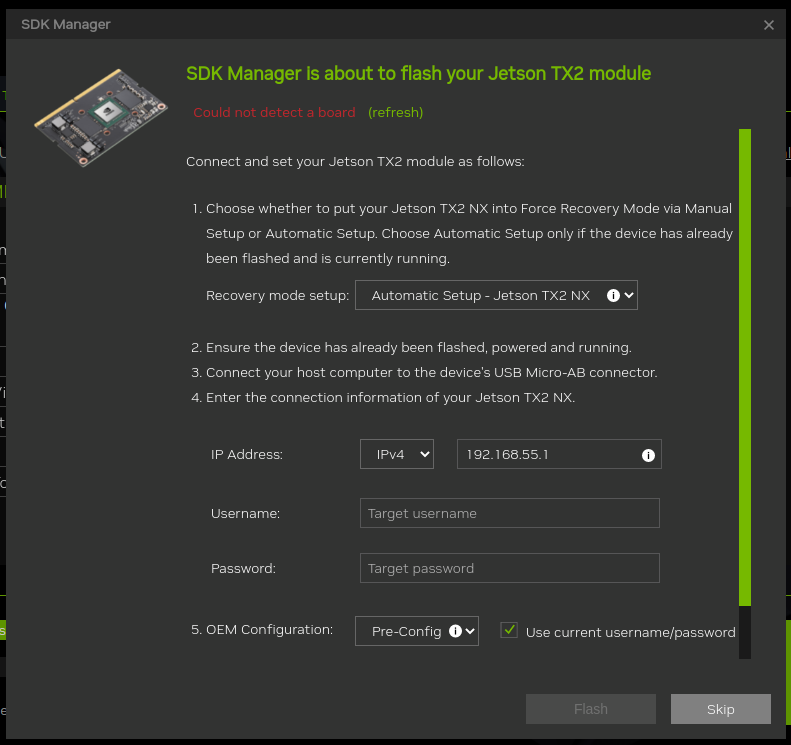 SDK Manager
SDK Manager is about to flash your Jetson TX2 module
Could not detect a board (refresh)
Connect and set your Jetson TX2 module as follows:
1. Choose whether to put your Jetson TX2 NX into Force Recovery Mode via Manual
Setup or Automatic Setup. Choose Automatic Setup only if the device has already
been flashed and is currently running.
Recovery mode setup: Automatic Setup - Jetson TX2 NX
2. Ensure the device has already been flashed, powered and running.
3. Connect your host computer to the device's USB Micro-AB connector.
4. Enter the connection information of your Jetson TX2 NX.
IP Address: IPv4 192.168.55.1
Username: Target username
Password: Target password
5. OEM Configuration: Pre-Config Use current username/password
Flash Skip